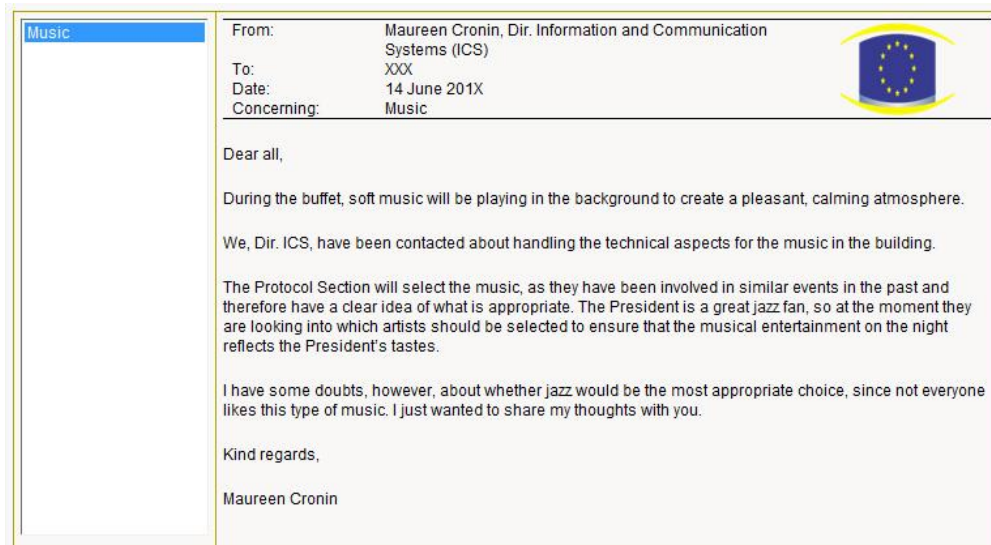 Music
From: Maureen Cronin, Dir. Information and Communication
Systems (ICS)
To: XXX
Date: 14 June 201X
Concerning: Music
Dear all,
During the buffet, soft music will be playing in the background to create a pleasant, calming atmosphere.
We, Dir. ICS, have been contacted about handling the technical aspects for the music in the building.
The Protocol Section will select the music, as they have been involved in similar events in the past and
therefore have a clear idea of what is appropriate. The President is a great jazz fan, so at the moment they
are looking into which artists should be selected to ensure that the musical entertainment on the night
reflects the President's tastes.
I have some doubts, however, about whether jazz would be the most appropriate choice, since not everyone
likes this type of music. I just wanted to share my thoughts with you.
Kind regards,
Maureen Cronin